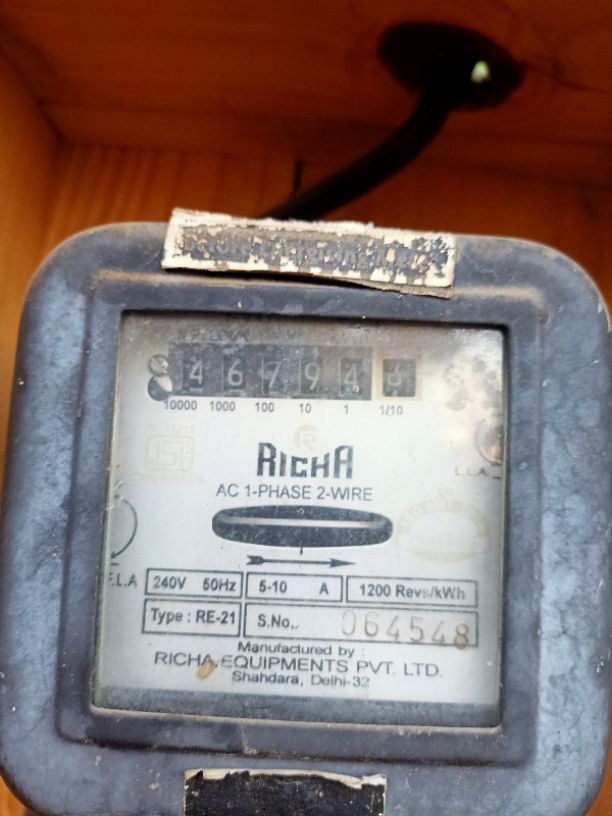 4 6 7 9 4
10000 1000 100 10 1 1/10
ISI
R
RICHA
L.L.A
AC 1-PHASE 2-WIRE
F.L.A
240V 50Hz 5-10 A 1200 Revs/kWh
Type : RE-21 S.No.. 064548
Manufactured by :
RICHA EQUIPMENTS PVT. LTD.
Shahdara, Delhi-32